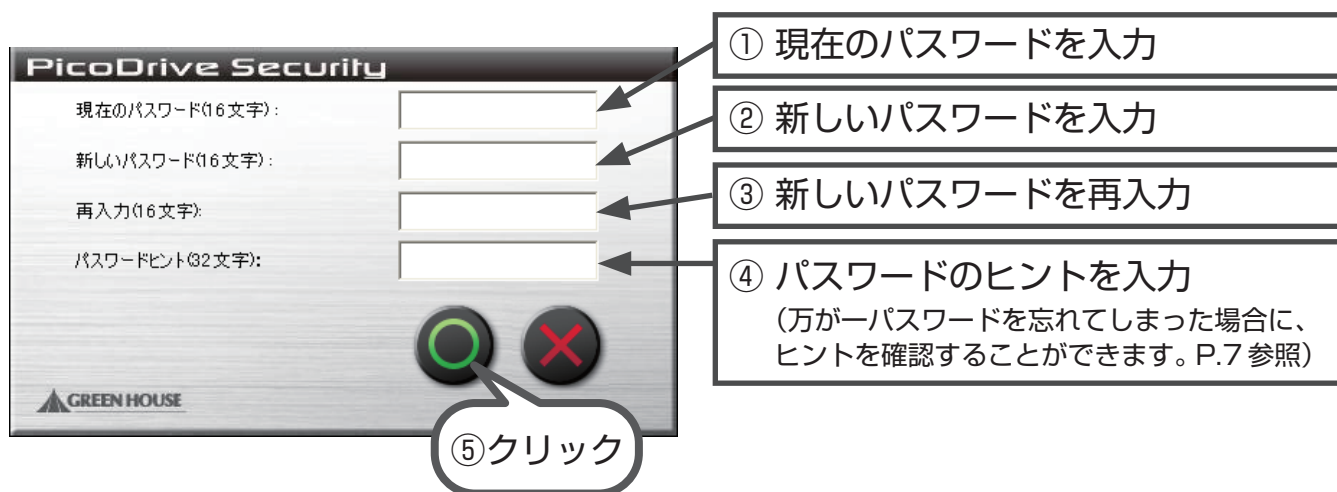 PicoDrive Security
現在のパスワード(16文字):
新しいパスワード(16文字):
再入力(16文字):
パスワードヒント(32文字):
GREEN HOUSE
① 現在のパスワードを入力
② 新しいパスワードを入力
③ 新しいパスワードを再入力
④ パスワードのヒントを入力
（万が一パスワードを忘れてしまった場合に、
ヒントを確認することができます。P.7 参照）
⑤クリック